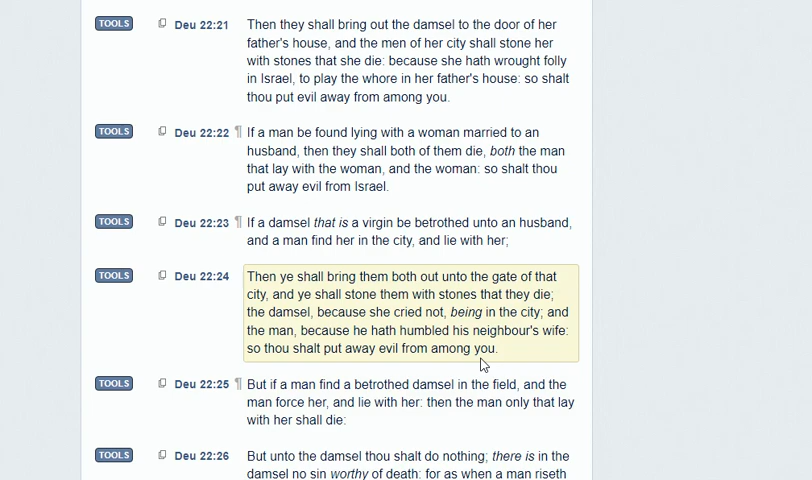 TOOLS Deu 22:21 Then they shall bring out the damsel to the door of her
father's house, and the men of her city shall stone her
with stones that she die: because she hath wrought folly
in Israel, to play the whore in her father's house: so shalt
thou put evil away from among you.
TOOLS Deu 22:22 ¶ If a man be found lying with a woman married to an
husband, then they shall both of them die, both the man
that lay with the woman, and the woman: so shalt thou
put away evil from Israel.
TOOLS Deu 22:23 ¶ If a damsel that is a virgin be betrothed unto an husband,
and a man find her in the city, and lie with her;
TOOLS Deu 22:24 Then ye shall bring them both out unto the gate of that
city, and ye shall stone them with stones that they die;
the damsel, because she cried not, being in the city; and
the man, because he hath humbled his neighbour's wife:
so thou shalt put away evil from among you.
TOOLS Deu 22:25 ¶ But if a man find a betrothed damsel in the field, and the
man force her, and lie with her: then the man only that lay
with her shall die:
TOOLS Deu 22:26 But unto the damsel thou shalt do nothing; there is in the
damsel no sin worthy of death: for as when a man riseth